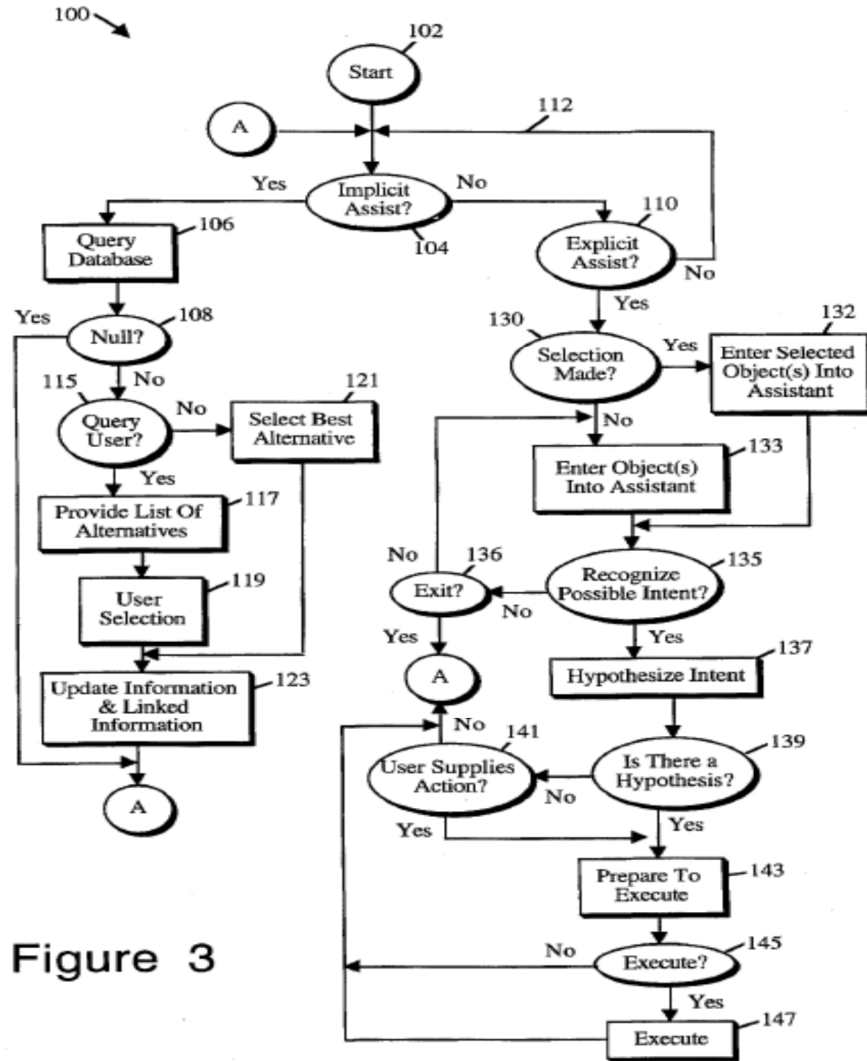 100
102
Start
112
A
Yes
Implicit
Assist?
No
104
110
106
Query
Database
Explicit
Assist?
No
Yes
Yes
108
Null?
130
Selection
Made?
Yes
132
Enter Selected
Object(s) Into
Assistant
No
115
Query
User?
No
121
Select Best
Alternative
No
133
Enter Object(s)
Into Assistant
Yes
117
Provide List Of
Alternatives
No
136
Exit?
No
135
Recognize
Possible Intent?
119
User
Selection
Yes
Yes
137
A
Hypothesize Intent
123
Update Information
& Linked
Information
No
141
User Supplies
Action?
No
139
Is There a
Hypothesis?
A
Yes
Yes
143
Prepare To
Execute
No
145
Execute?
Yes
147
Execute
Figure 3